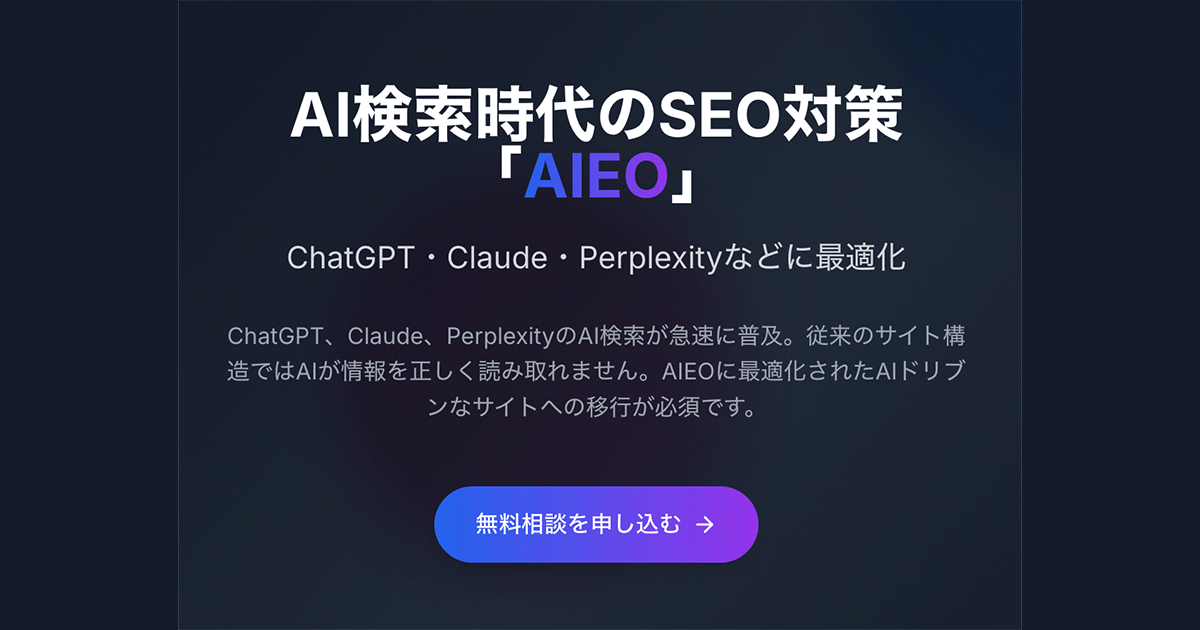 AI検索時代のSEO対策
「AIEO」
ChatGPT・Claude・Perplexityなどに最適化
ChatGPT、Claude、PerplexityのAI検索が急速に普及。従来のサイト構
造ではAIが情報を正しく読み取れません。AIEOに最適化されたAIドリブ
ンなサイトへの移行が必須です。
無料相談を申し込む →